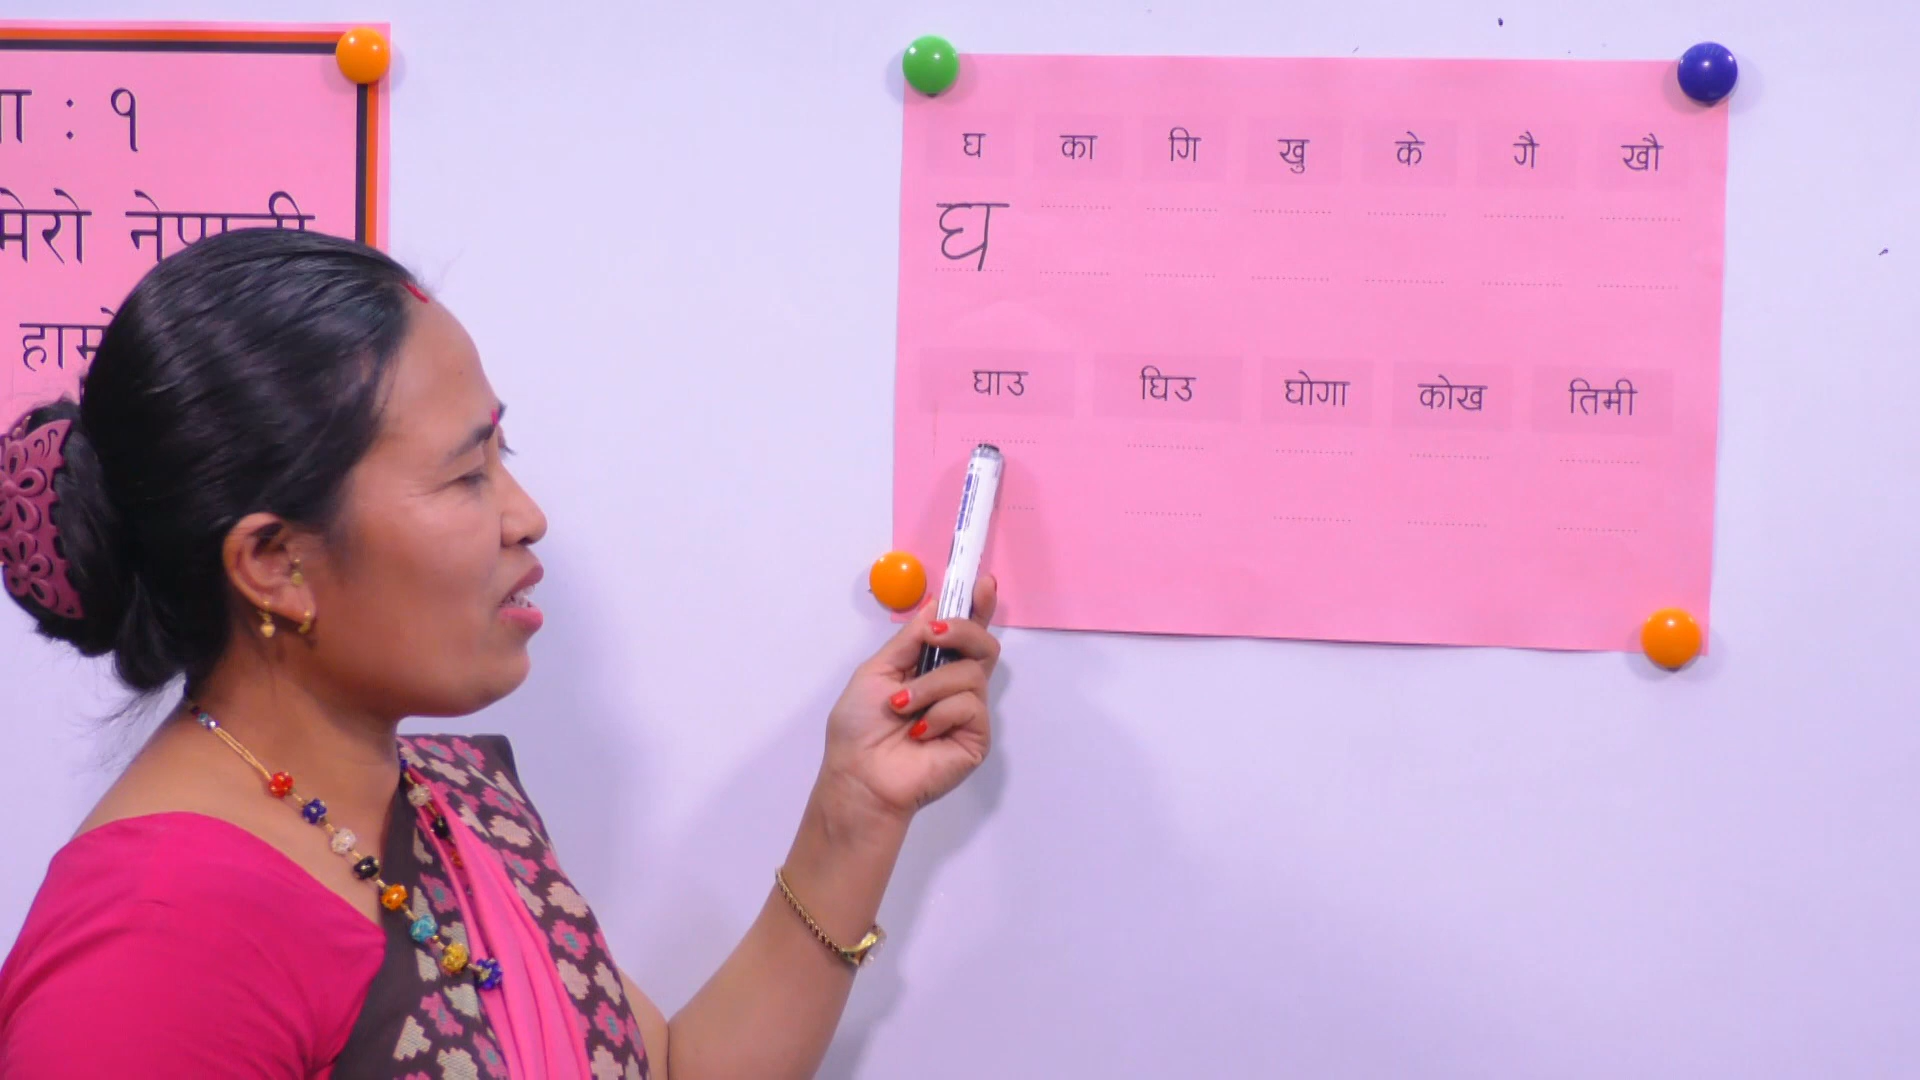 : १
मेरो नेपाली
घ का गि खु के गै खौ
घ
घाउ घिउ घोगा कोख तिमी